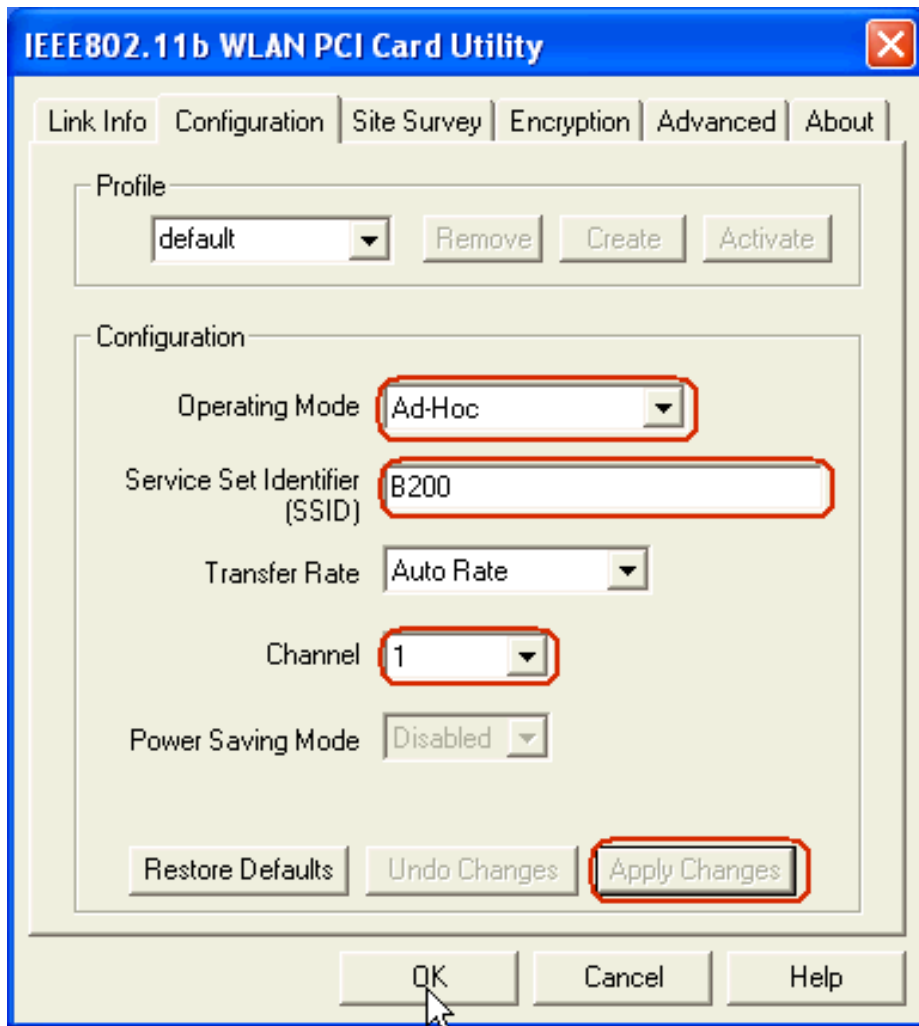 IEEE802.11b WLAN PCI Card Utility
Link Info Configuration Site Survey Encryption Advanced About
Profile
default Remove Create Activate
Configuration
Operating Mode Ad-Hoc
Service Set Identifier
(SSID)
B200
Transfer Rate Auto Rate
Channel 1
Power Saving Mode Disabled
Restore Defaults Undo Changes Apply Changes
OK Cancel Help